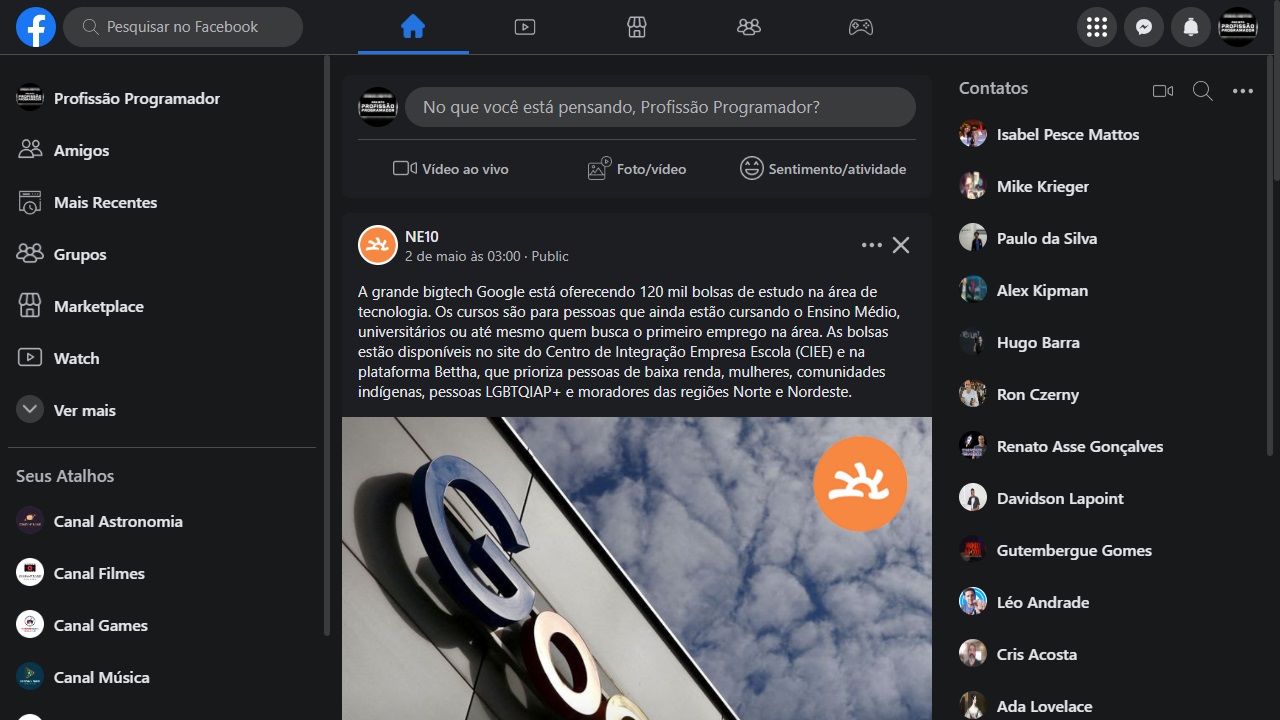 Pesquisar no Facebook
PROFISSÃO
PROGRAMADOR
Profissão Programador
Amigos
Mais Recentes
Grupos
Marketplace
Watch
Ver mais
Seus Atalhos
Canal Astronomia
Canal Filmes
Canal Games
Canal Música
PROFISSÃO
PROGRAMADOR
No que você está pensando, Profissão Programador?
Vídeo ao vivo
Foto/vídeo
Sentimento/atividade
NE10
2 de maio às 03:00 · Public
A grande bigtech Google está oferecendo 120 mil bolsas de estudo na área de
tecnologia. Os cursos são para pessoas que ainda estão cursando o Ensino Médio,
universitários ou até mesmo quem busca o primeiro emprego na área. As bolsas
estão disponíveis no site do Centro de Integração Empresa Escola (CIEE) e na
plataforma Bettha, que prioriza pessoas de baixa renda, mulheres, comunidades
indígenas, pessoas LGBTQIAP+ e moradores das regiões Norte e Nordeste.
Goo
Contatos
Isabel Pesce Mattos
Mike Krieger
Paulo da Silva
Alex Kipman
Hugo Barra
Ron Czerny
Renato Asse Gonçalves
Davidson Lapoint
Gutembergue Gomes
Léo Andrade
Cris Acosta
Ada Lovelace